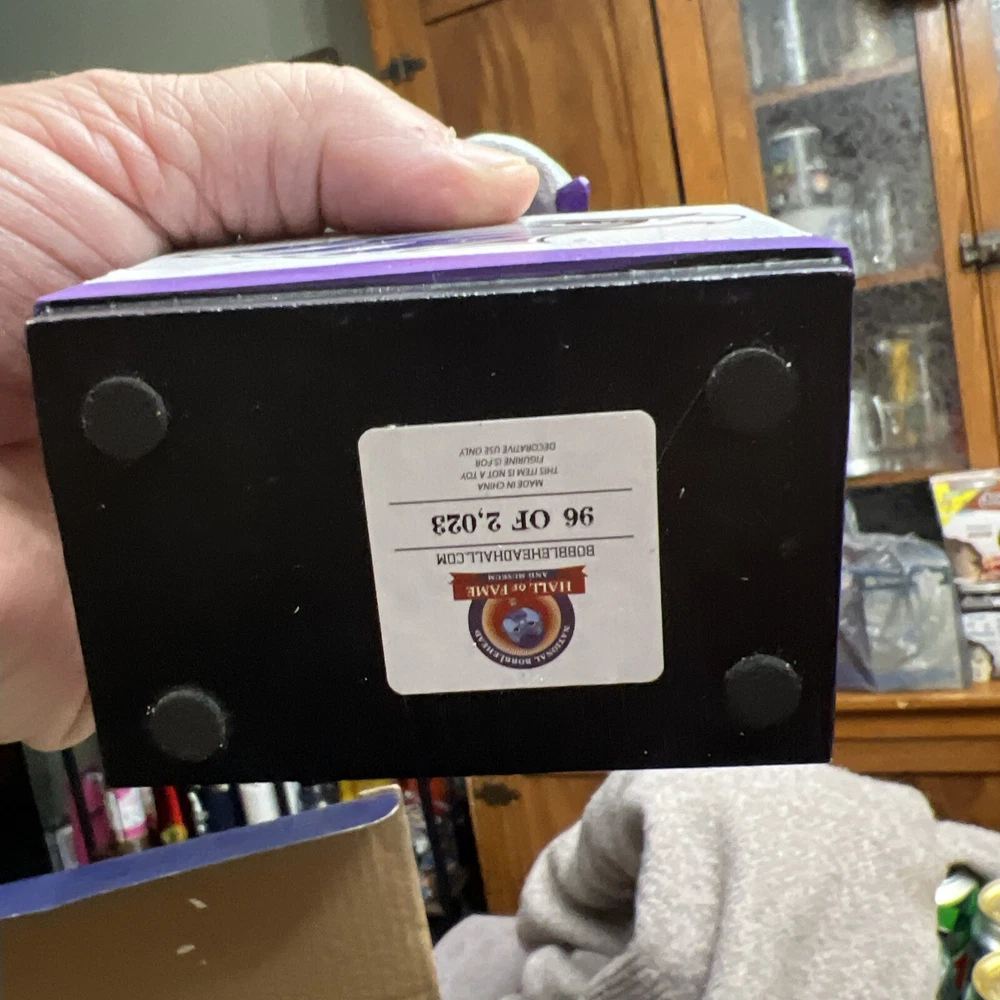 NATIONAL BOBBLEHEAD
HALL OF FAME
AND MUSEUM
BOBBLEHEADHALL.COM
96 OF 2,023
MADE IN CHINA
THIS ITEM IS NOT A TOY
FIGURINE IS FOR
DECORATIVE USE ONLY